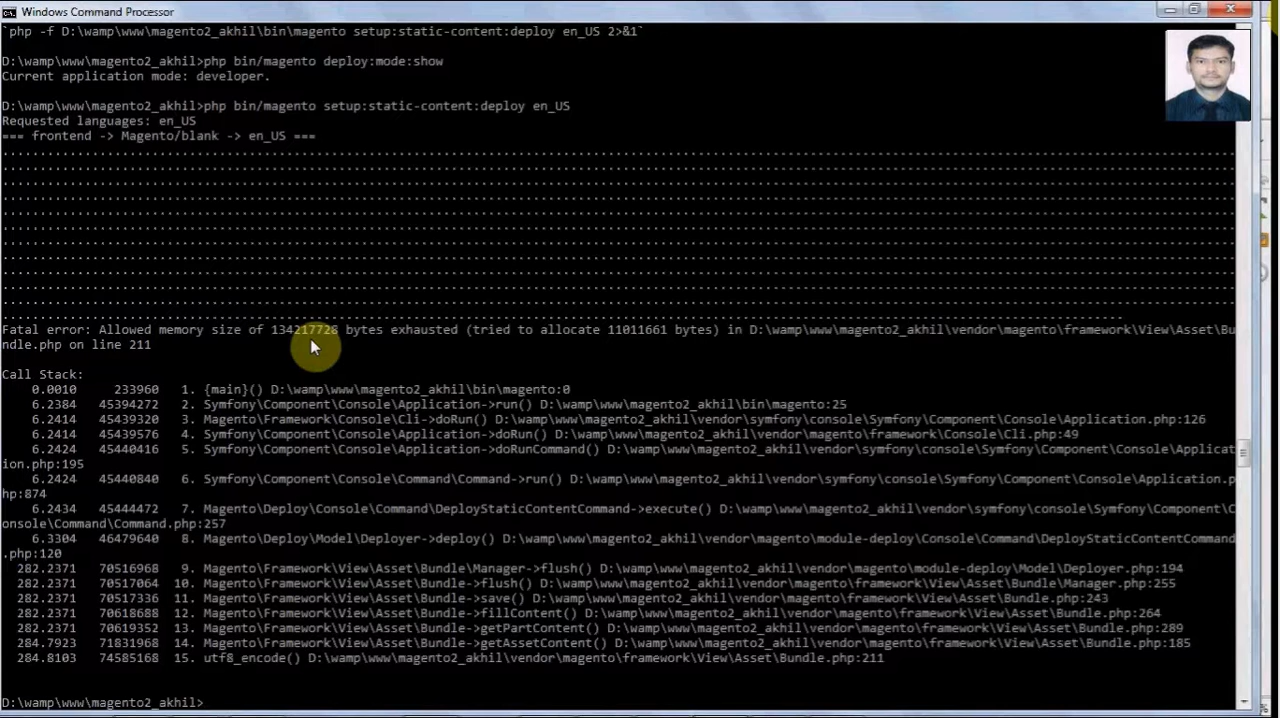 Windows Command Processor
`php -f D:\wamp\www\magento2_akhil\bin\magento setup:static-content:deploy en_US 2>&1`
D:\wamp\www\magento2_akhil>php bin/magento deploy:mode:show
Current application mode: developer.
D:\wamp\www\magento2_akhil>php bin/magento setup:static-content:deploy en_US
Requested languages: en_US
=== frontend -> Magento/blank -> en_US ===
Fatal error: Allowed memory size of 134217728 bytes exhausted (tried to allocate 11011661 bytes) in D:\wamp\www\magento2_akhil\vendor\magento\framework\View\Asset\Bu
ndle.php on line 211
Call Stack:
0.0010 233960 1. {main}() D:\wamp\www\magento2_akhil\bin\magento:0
6.2384 45394272 2. Symfony\Component\Console\Application->run() D:\wamp\www\magento2_akhil\bin\magento:25
6.2414 45439320 3. Magento\Framework\Console\Cli->doRun() D:\wamp\www\magento2_akhil\vendor\symfony\console\Symfony\Component\Console\Application.php:126
6.2414 45439576 4. Symfony\Component\Console\Application->doRun() D:\wamp\www\magento2_akhil\vendor\magento\framework\Console\Cli.php:49
6.2424 45440416 5. Symfony\Component\Console\Application->doRunCommand() D:\wamp\www\magento2_akhil\vendor\symfony\console\Symfony\Component\Console\Applicat
ion.php:195
6.2424 45440840 6. Symfony\Component\Console\Command\Command->run() D:\wamp\www\magento2_akhil\vendor\symfony\console\Symfony\Component\Console\Application.p
hp:874
6.2434 45444472 7. Magento\Deploy\Console\Command\DeployStaticContentCommand->execute() D:\wamp\www\magento2_akhil\vendor\symfony\console\Symfony\Component\C
onsole\Command\Command.php:257
6.3304 46479640 8. Magento\Deploy\Model\Deployer->deploy() D:\wamp\www\magento2_akhil\vendor\magento\module-deploy\Console\Command\DeployStaticContentCommand
.php:120
282.2371 70516968 9. Magento\Framework\View\Asset\Bundle\Manager->flush() D:\wamp\www\magento2_akhil\vendor\magento\module-deploy\Model\Deployer.php:194
282.2371 70517064 10. Magento\Framework\View\Asset\Bundle->flush() D:\wamp\www\magento2_akhil\vendor\magento\framework\View\Asset\Bundle\Manager.php:255
282.2371 70517336 11. Magento\Framework\View\Asset\Bundle->save() D:\wamp\www\magento2_akhil\vendor\magento\framework\View\Asset\Bundle.php:243
282.2371 70618688 12. Magento\Framework\View\Asset\Bundle->fillContent() D:\wamp\www\magento2_akhil\vendor\magento\framework\View\Asset\Bundle.php:264
282.2371 70619352 13. Magento\Framework\View\Asset\Bundle->getPartContent() D:\wamp\www\magento2_akhil\vendor\magento\framework\View\Asset\Bundle.php:289
284.7923 71831968 14. Magento\Framework\View\Asset\Bundle->getAssetContent() D:\wamp\www\magento2_akhil\vendor\magento\framework\View\Asset\Bundle.php:185
284.8103 74585168 15. utf8_encode() D:\wamp\www\magento2_akhil\vendor\magento\framework\View\Asset\Bundle.php:211
D:\wamp\www\magento2_akhil>